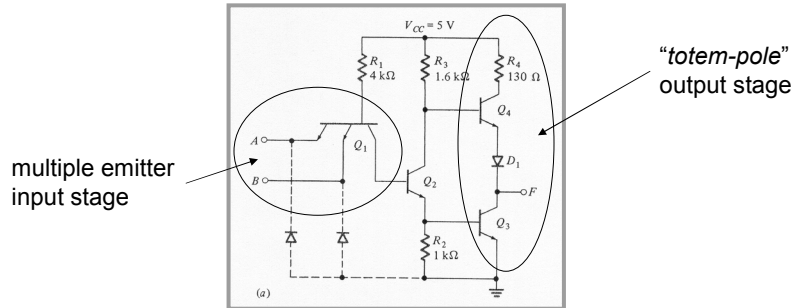 V_CC = 5 V
R1
4 kΩ
R3
1.6 kΩ
R4
130 Ω
“totem-pole”
output stage
Q4
A
Q1
D1
multiple emitter
input stage
B
Q2
F
Q3
R2
1 kΩ
(a)